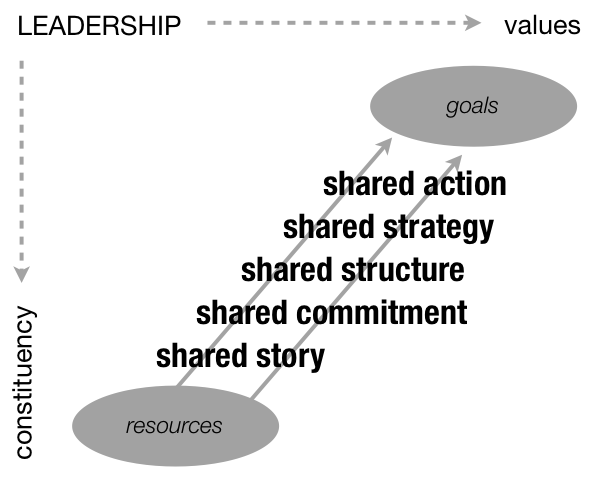 LEADERSHIP
values
goals
shared action
shared strategy
shared structure
shared commitment
shared story
constituency
resources